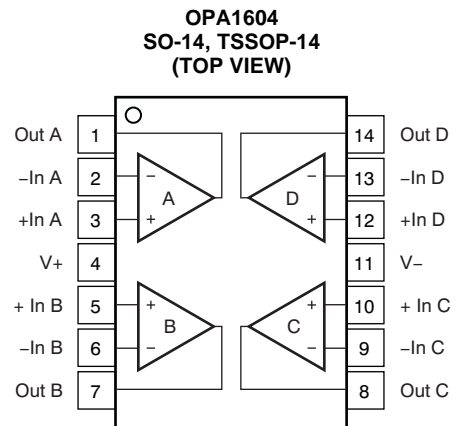 OPA1604
SO-14, TSSOP-14
(TOP VIEW)
Out A 1 14 Out D
−In A 2 − − 13 −In D
A D
+In A 3 + + 12 +In D
V+ 4 11 V−
+ In B 5 + + 10 + In C
B C
−In B 6 − − 9 −In C
Out B 7 8 Out C